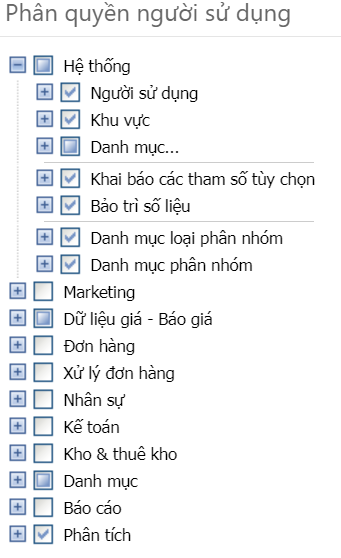 Phân quyền người sử dụng
Hệ thống
Người sử dụng
Khu vực
Danh mục...
Khai báo các tham số tùy chọn
Bảo trì số liệu
Danh mục loại phân nhóm
Danh mục phân nhóm
Marketing
Dữ liệu giá - Báo giá
Đơn hàng
Xử lý đơn hàng
Nhân sự
Kế toán
Kho & thuê kho
Danh mục
Báo cáo
Phân tích